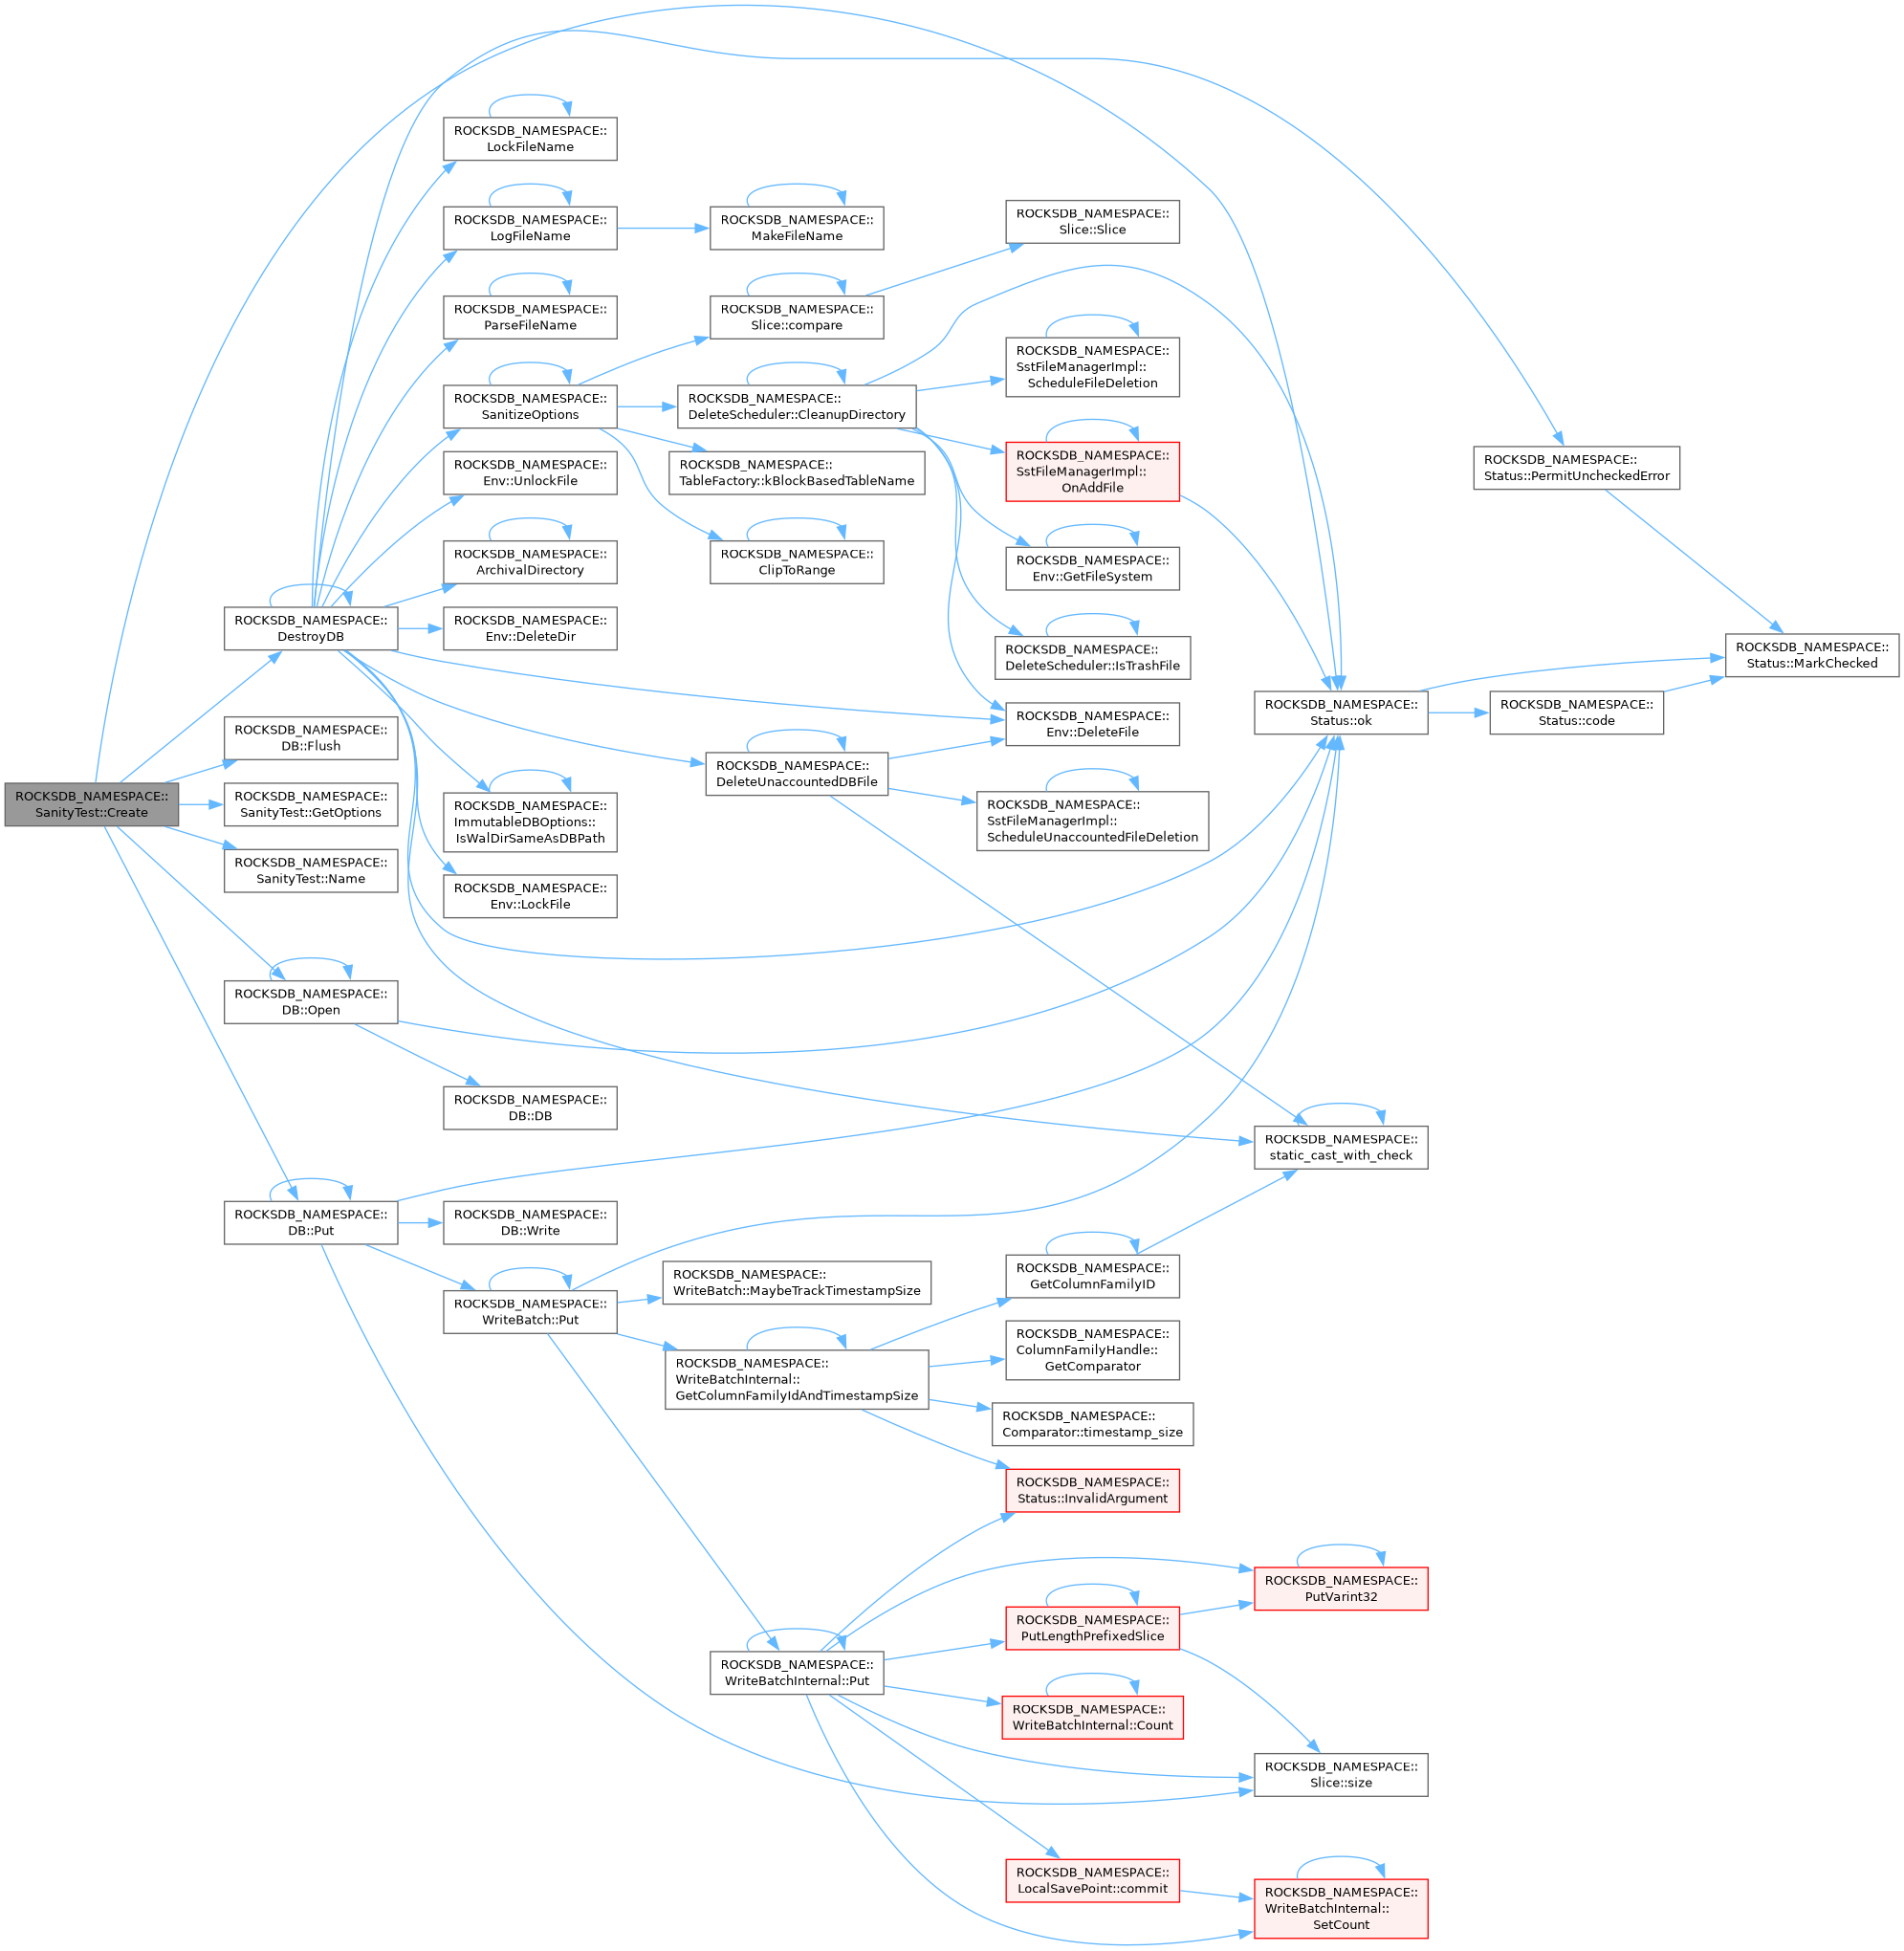 ROCKSDB_NAMESPACE::
SanityTest::Create
ROCKSDB_NAMESPACE::
DestroyDB
ROCKSDB_NAMESPACE::
DB::Flush
ROCKSDB_NAMESPACE::
SanityTest::GetOptions
ROCKSDB_NAMESPACE::
SanityTest::Name
ROCKSDB_NAMESPACE::
DB::Open
ROCKSDB_NAMESPACE::
DB::Put
ROCKSDB_NAMESPACE::
LockFileName
ROCKSDB_NAMESPACE::
LogFileName
ROCKSDB_NAMESPACE::
ParseFileName
ROCKSDB_NAMESPACE::
SanitizeOptions
ROCKSDB_NAMESPACE::
Env::UnlockFile
ROCKSDB_NAMESPACE::
ArchivalDirectory
ROCKSDB_NAMESPACE::
Env::DeleteDir
ROCKSDB_NAMESPACE::
ImmutableDBOptions::
IsWalDirSameAsDBPath
ROCKSDB_NAMESPACE::
Env::LockFile
ROCKSDB_NAMESPACE::
DB::DB
ROCKSDB_NAMESPACE::
DB::Write
ROCKSDB_NAMESPACE::
WriteBatch::Put
ROCKSDB_NAMESPACE::
MakeFileName
ROCKSDB_NAMESPACE::
Slice::compare
ROCKSDB_NAMESPACE::
DeleteScheduler::CleanupDirectory
ROCKSDB_NAMESPACE::
TableFactory::kBlockBasedTableName
ROCKSDB_NAMESPACE::
ClipToRange
ROCKSDB_NAMESPACE::
DeleteUnaccountedDBFile
ROCKSDB_NAMESPACE::
WriteBatch::MaybeTrackTimestampSize
ROCKSDB_NAMESPACE::
WriteBatchInternal::
GetColumnFamilyIdAndTimestampSize
ROCKSDB_NAMESPACE::
WriteBatchInternal::Put
ROCKSDB_NAMESPACE::
Slice::Slice
ROCKSDB_NAMESPACE::
SstFileManagerImpl::
ScheduleFileDeletion
ROCKSDB_NAMESPACE::
SstFileManagerImpl::
OnAddFile
ROCKSDB_NAMESPACE::
Env::GetFileSystem
ROCKSDB_NAMESPACE::
DeleteScheduler::IsTrashFile
ROCKSDB_NAMESPACE::
Env::DeleteFile
ROCKSDB_NAMESPACE::
SstFileManagerImpl::
ScheduleUnaccountedFileDeletion
ROCKSDB_NAMESPACE::
GetColumnFamilyID
ROCKSDB_NAMESPACE::
ColumnFamilyHandle::
GetComparator
ROCKSDB_NAMESPACE::
Comparator::timestamp_size
ROCKSDB_NAMESPACE::
Status::InvalidArgument
ROCKSDB_NAMESPACE::
PutLengthPrefixedSlice
ROCKSDB_NAMESPACE::
WriteBatchInternal::Count
ROCKSDB_NAMESPACE::
LocalSavePoint::commit
ROCKSDB_NAMESPACE::
Status::ok
ROCKSDB_NAMESPACE::
static_cast_with_check
ROCKSDB_NAMESPACE::
PutVarint32
ROCKSDB_NAMESPACE::
Slice::size
ROCKSDB_NAMESPACE::
WriteBatchInternal::
SetCount
ROCKSDB_NAMESPACE::
Status::PermitUncheckedError
ROCKSDB_NAMESPACE::
Status::code
ROCKSDB_NAMESPACE::
Status::MarkChecked